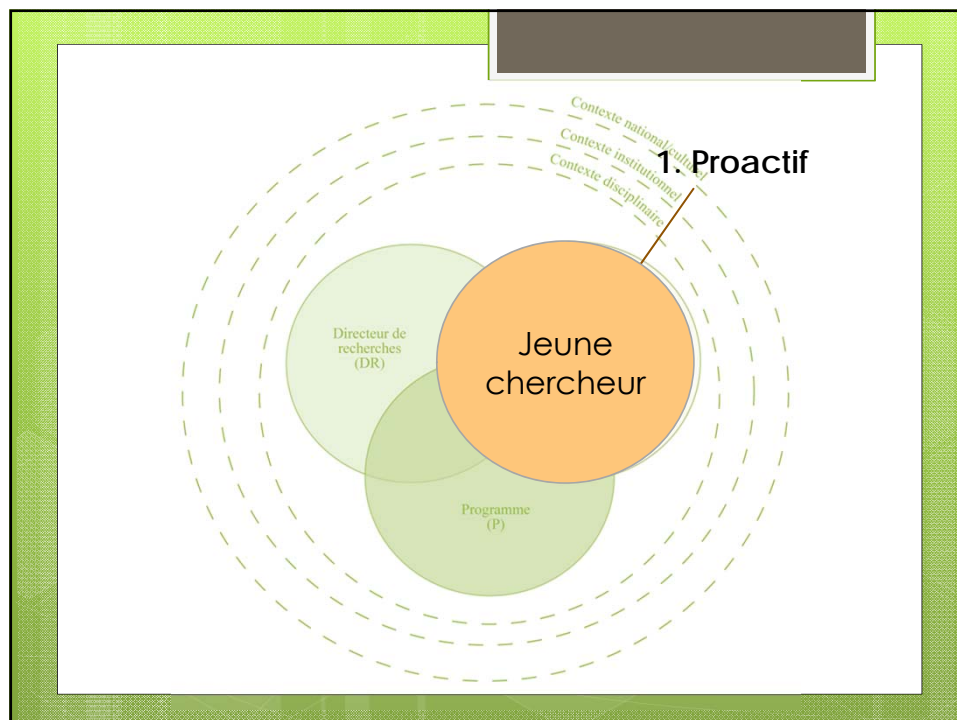 Contexte national/culturel
Contexte institutionnel
Contexte disciplinaire
1. Proactif
Directeur de
recherches
(DR)
Jeune
chercheur
Programme
(P)